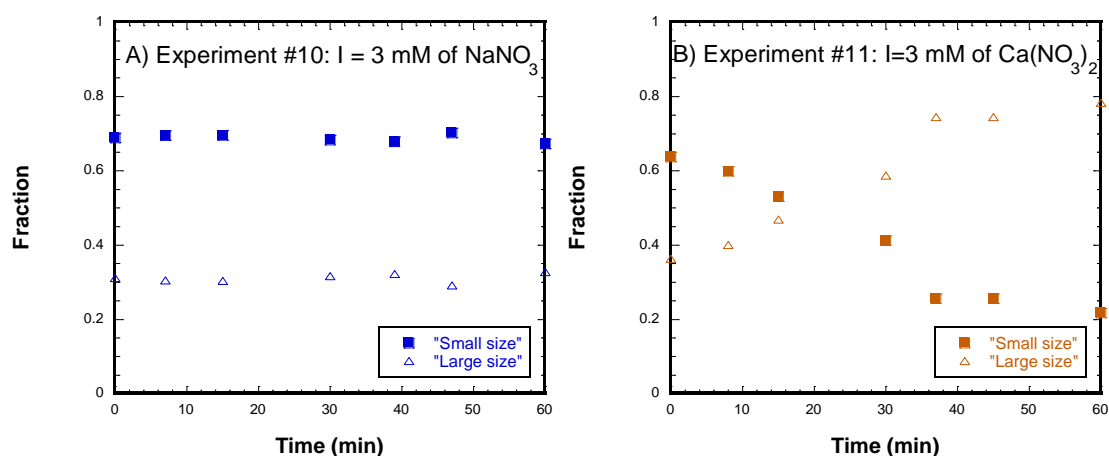 A) Experiment #10: I = 3 mM of NaNO3
1
0.8
0.6
0.4
0.2
0
Fraction
"Small size"
"Large size"
0 10 20 30 40 50 60
Time (min)
B) Experiment #11: I=3 mM of Ca(NO3)2
1
0.8
0.6
0.4
0.2
0
Fraction
"Small size"
"Large size"
0 10 20 30 40 50 60
Time (min)